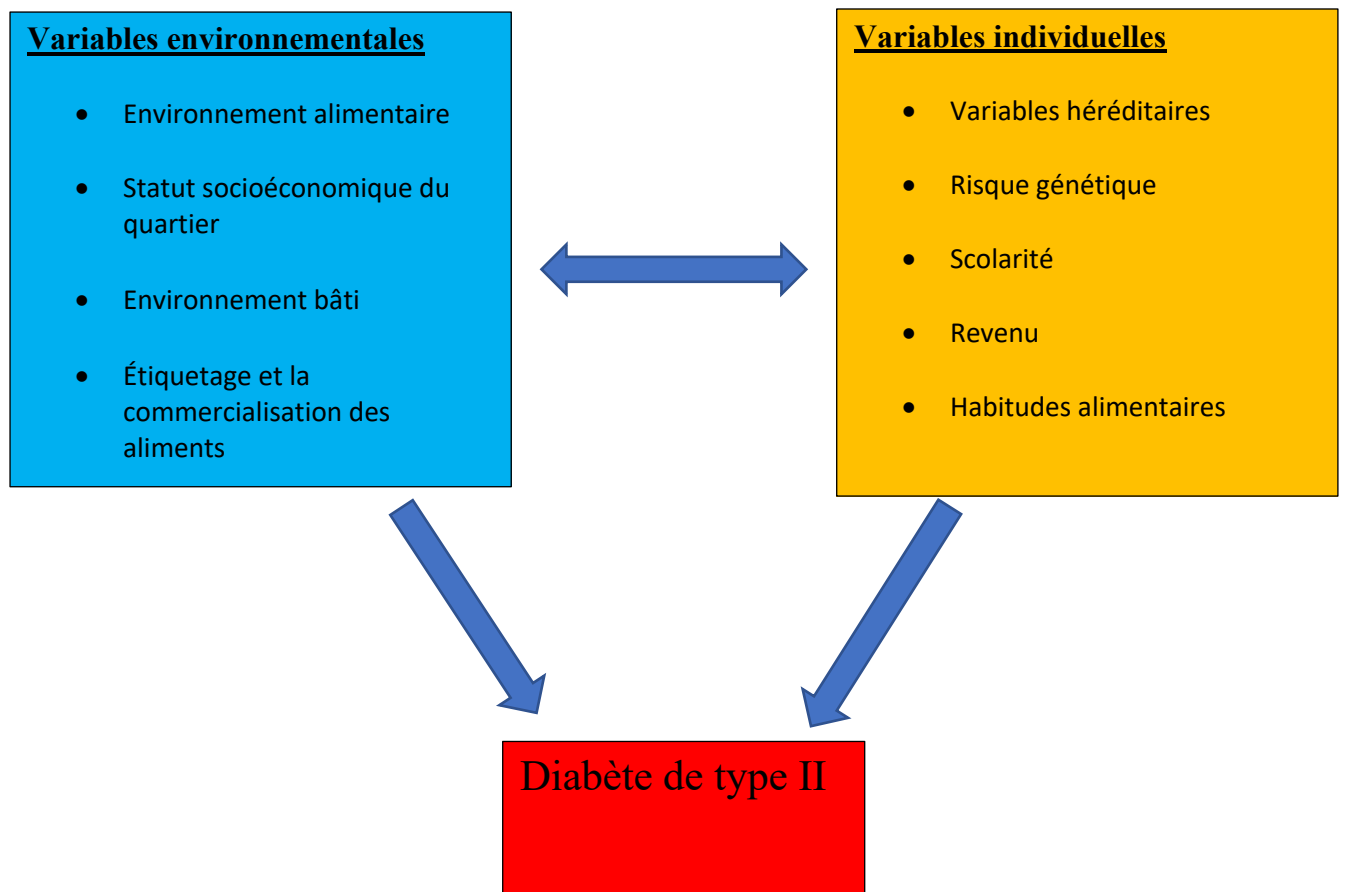 Variables environnementales
• Environnement alimentaire
• Statut socioéconomique du
quartier
• Environnement bâti
• Étiquetage et la
commercialisation des
aliments
Variables individuelles
• Variables héréditaires
• Risque génétique
• Scolarité
• Revenu
• Habitudes alimentaires
Diabète de type II